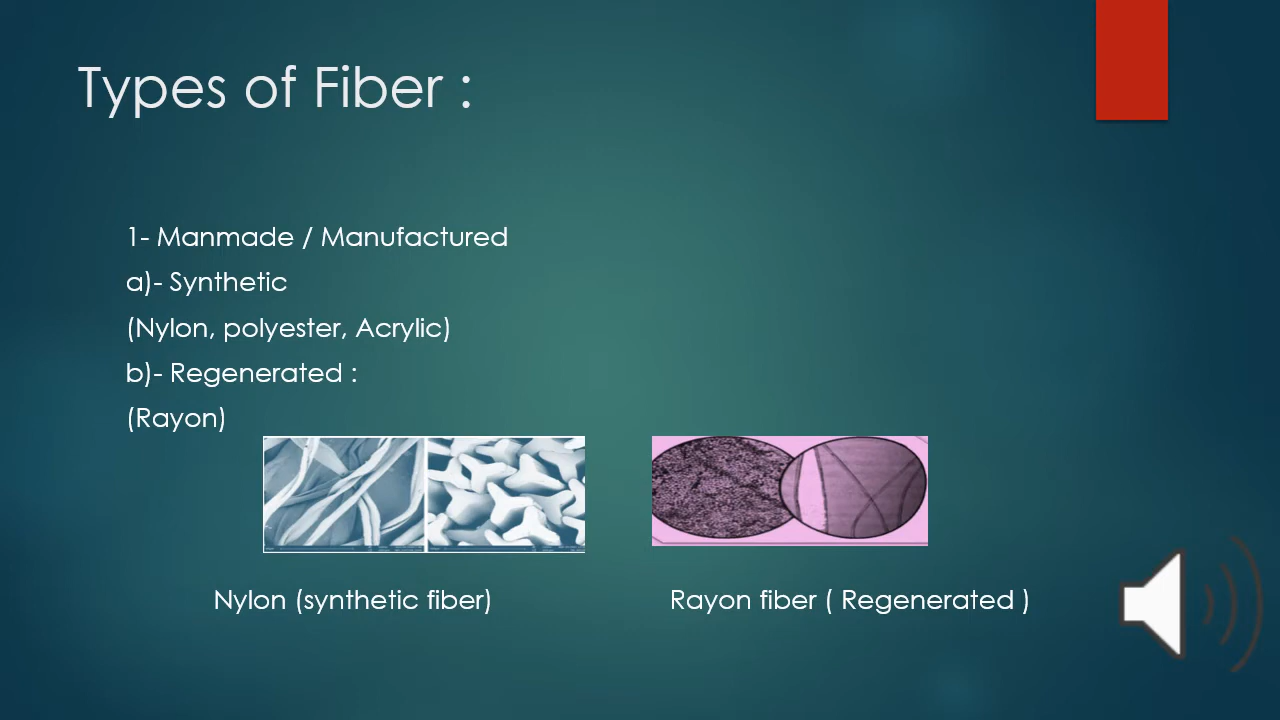 Types of Fiber :
1- Manmade / Manufactured
a)- Synthetic
(Nylon, polyester, Acrylic)
b)- Regenerated :
(Rayon)
Nylon (synthetic fiber)
Rayon fiber ( Regenerated )